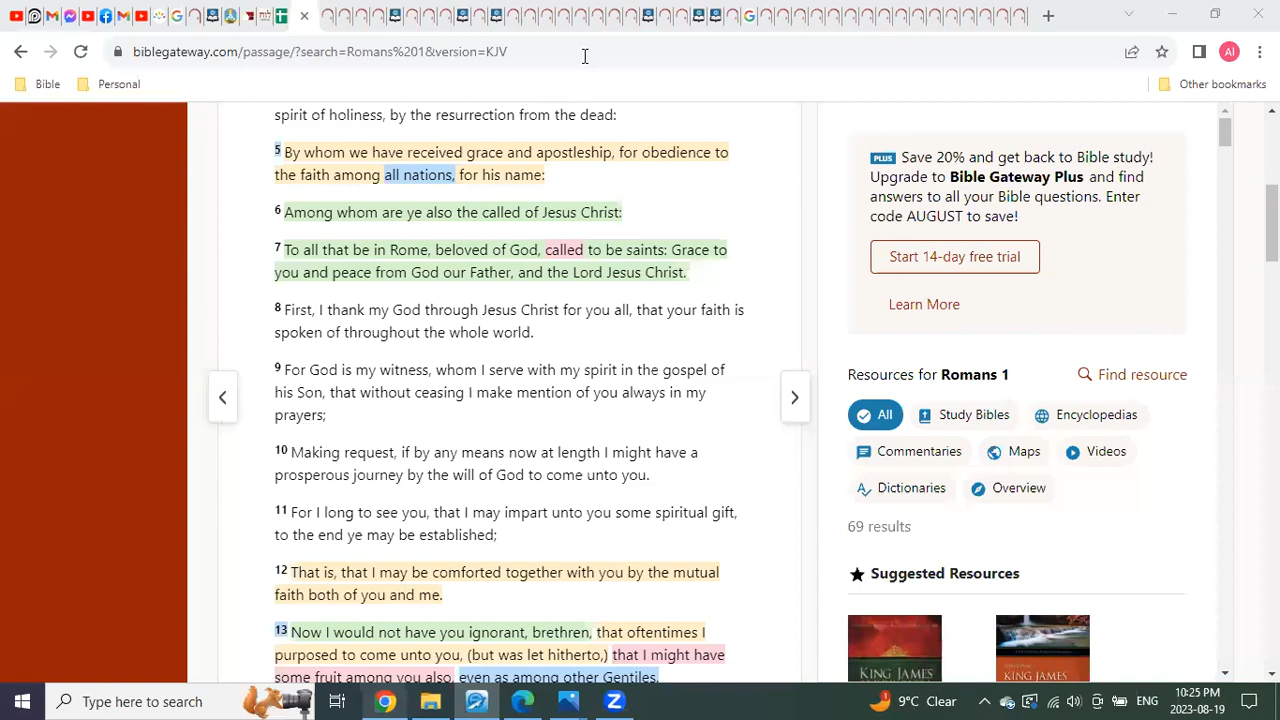 biblegateway.com/passage/?search=Romans%201&version=KJV
AI
Bible
Personal
Other bookmarks
spirit of holiness, by the resurrection from the dead:
5 By whom we have received grace and apostleship, for obedience to
the faith among all nations, for his name:
6 Among whom are ye also the called of Jesus Christ:
7 To all that be in Rome, beloved of God, called to be saints: Grace to
you and peace from God our Father, and the Lord Jesus Christ.
8 First, I thank my God through Jesus Christ for you all, that your faith is
spoken of throughout the whole world.
9 For God is my witness, whom I serve with my spirit in the gospel of
his Son, that without ceasing I make mention of you always in my
prayers;
10 Making request, if by any means now at length I might have a
prosperous journey by the will of God to come unto you.
11 For I long to see you, that I may impart unto you some spiritual gift,
to the end ye may be established;
12 That is, that I may be comforted together with you by the mutual
faith both of you and me.
13 Now I would not have you ignorant, brethren, that oftentimes I
purposed to come unto you, (but was let hitherto,) that I might have
some fruit among you also, even as among other Gentiles.
PLUS Save 20% and get back to Bible study!
Upgrade to Bible Gateway Plus and find
answers to all your Bible questions. Enter
code AUGUST to save!
Start 14-day free trial
Learn More
Resources for Romans 1
Find resource
All
Study Bibles
Encyclopedias
Commentaries
Maps
Videos
Dictionaries
Overview
69 results
Suggested Resources
KING JAMES
KING JAMES
Type here to search
1
9°C Clear
ENG
10:25 PM
2023-08-19